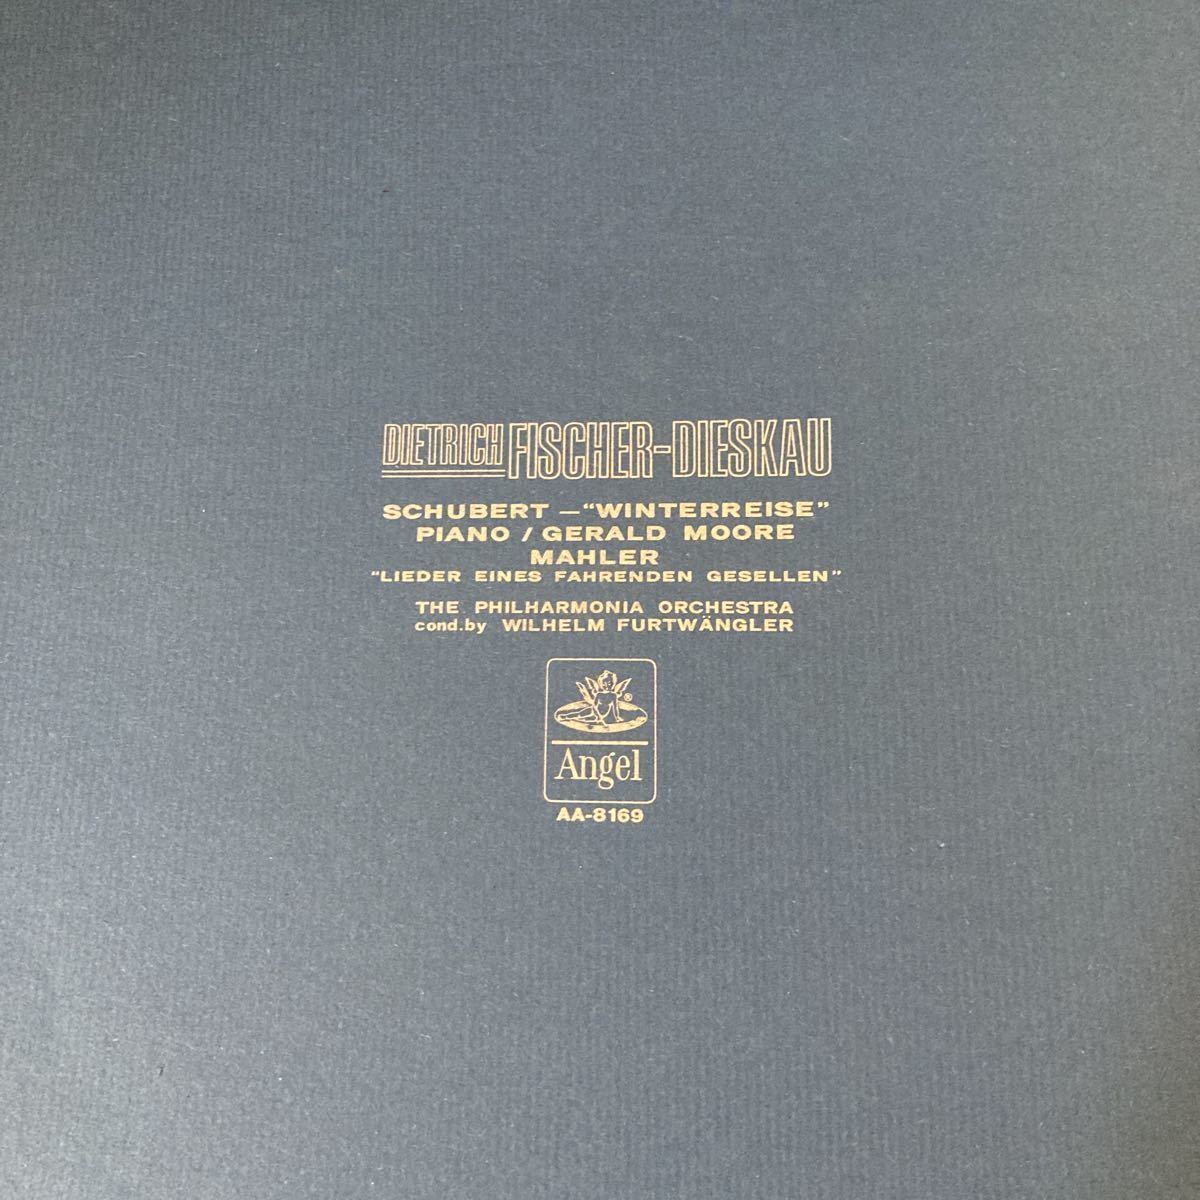 DIETRICH FISCHER-DIESKAU
SCHUBERT —“WINTERREISE”
PIANO / GERALD MOORE
MAHLER
“LIEDER EINES FAHRENDEN GESELLEN”
THE PHILHARMONIA ORCHESTRA
cond.by WILHELM FURTWÄNGLER
®
Angel
AA-8169